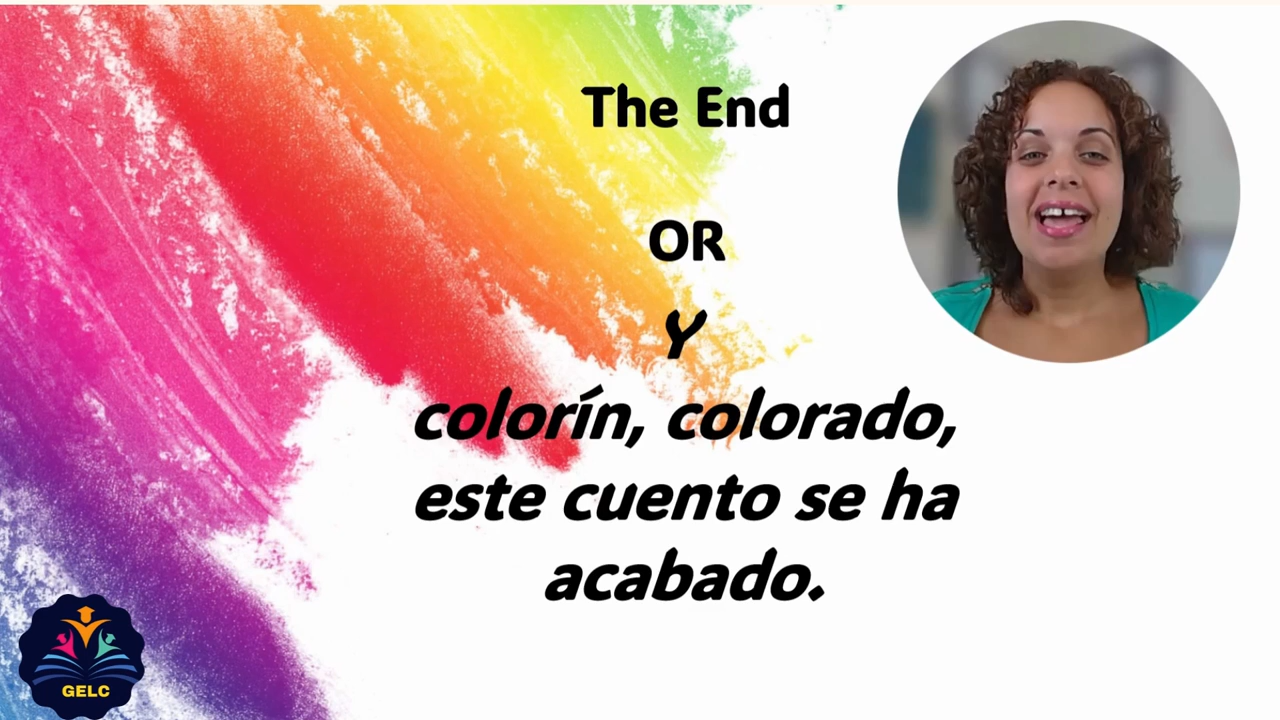 The End
OR
Y
colorín, colorado,
este cuento se ha
acabado.
GELC